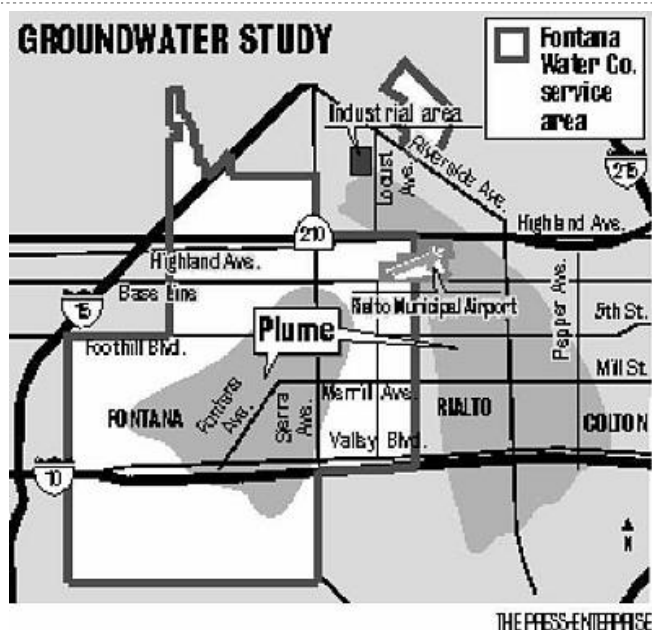 GROUNDWATER STUDY
Fontana
Water Co.
service
area
Industrial area
Locust
Ave.
Riverside Ave.
215
Highland Ave.
210
Highland Ave.
Base Line
15
Rialto Municipal Airport
Pepper Ave.
5th St.
Plume
Foothill Blvd.
Mill St.
Merrill Ave.
FONTANA
Fontana
Ave.
Sierra
Ave.
RIALTO
COLTON
Valley Blvd.
10
N
THE PRESS-ENTERPRISE